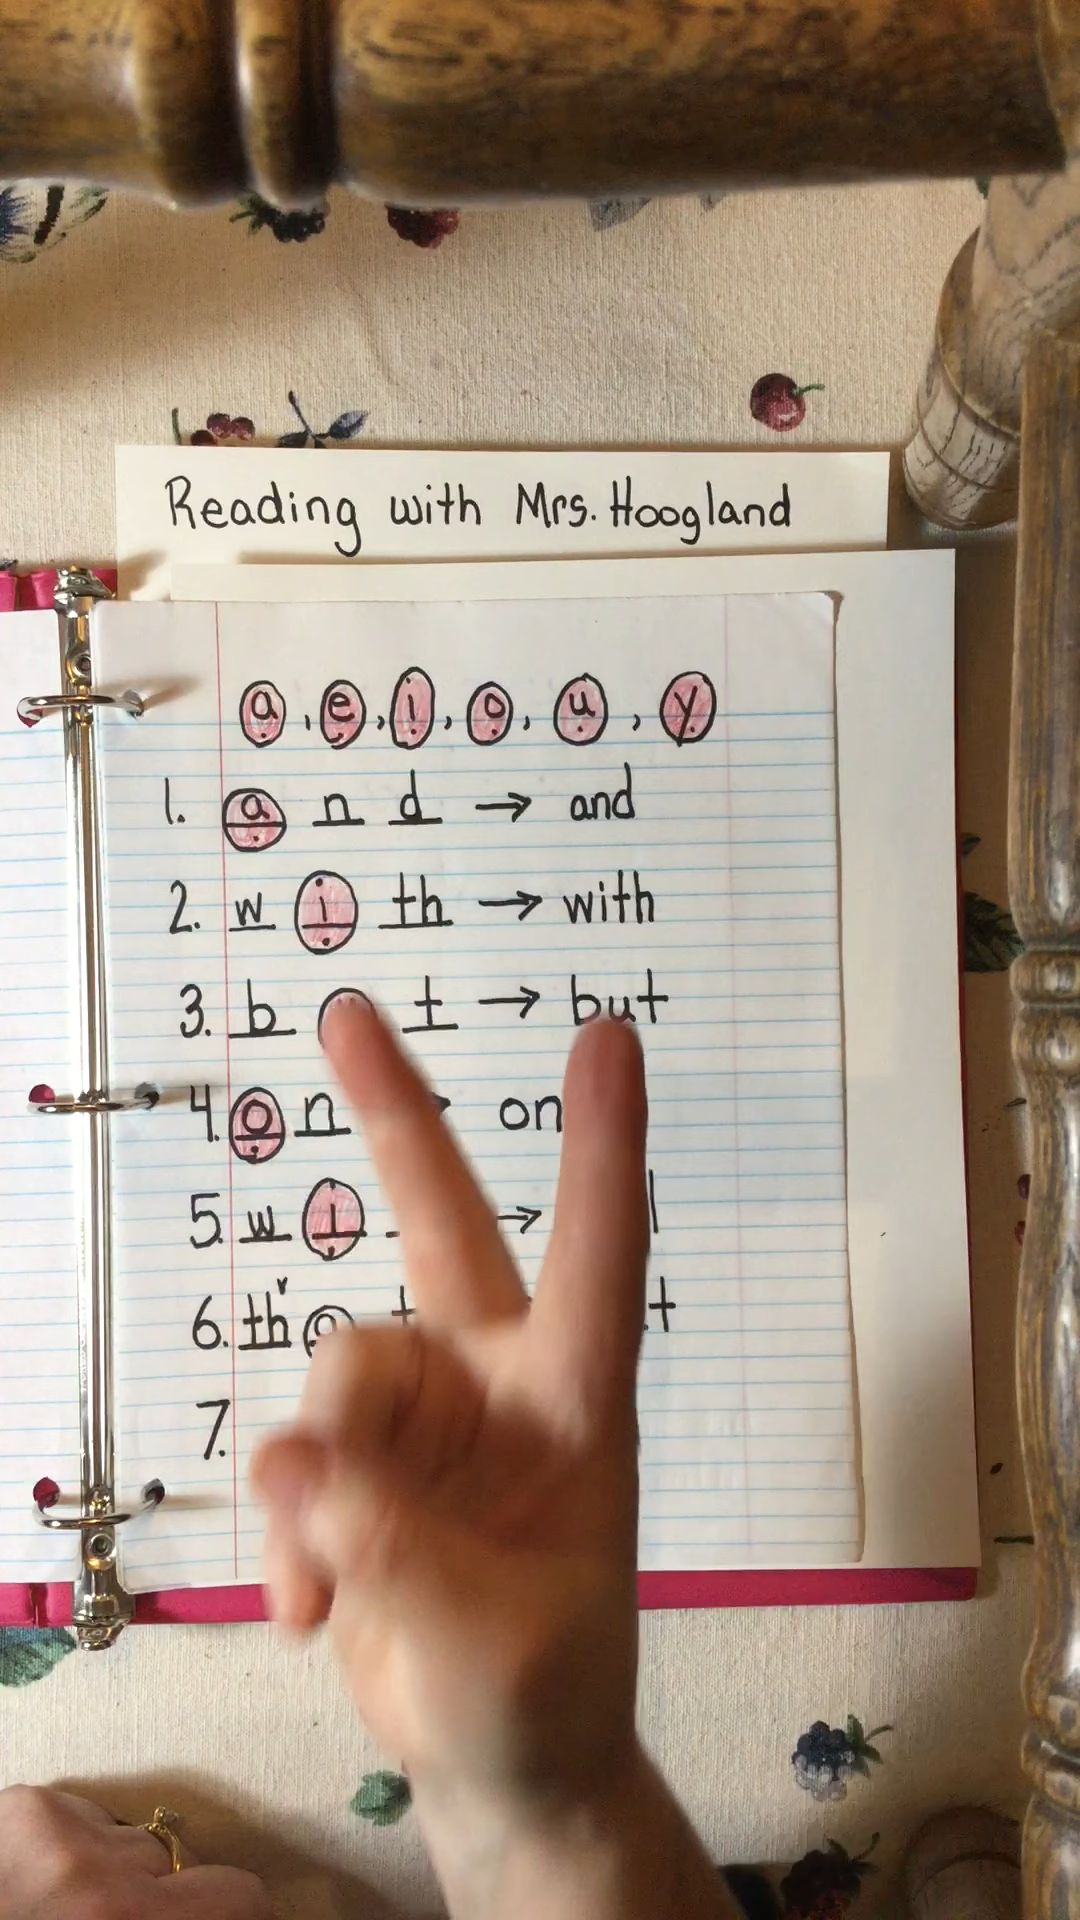 Reading with Mrs. Hoogland
a, e, i, o, u, y
1. a n d → and
2. w i th → with
3. b t → but
4. o n on
5. w i →
6. th a t t
7.